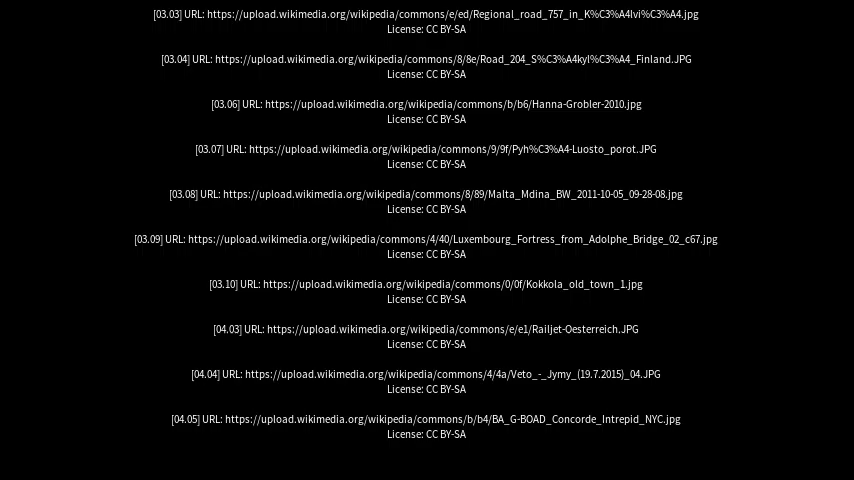 [03.03] URL: https://upload.wikimedia.org/wikipedia/commons/e/ed/Regional_road_757_in_K%C3%A4lvi%C3%A4.jpg
License: CC BY-SA
[03.04] URL: https://upload.wikimedia.org/wikipedia/commons/8/8e/Road_204_S%C3%A4kyl%C3%A4_Finland.JPG
License: CC BY-SA
[03.06] URL: https://upload.wikimedia.org/wikipedia/commons/b/b6/Hanna-Grobler-2010.jpg
License: CC BY-SA
[03.07] URL: https://upload.wikimedia.org/wikipedia/commons/9/9f/Pyh%C3%A4-Luosto_porot.JPG
License: CC BY-SA
[03.08] URL: https://upload.wikimedia.org/wikipedia/commons/8/89/Malta_Mdina_BW_2011-10-05_09-28-08.jpg
License: CC BY-SA
[03.09] URL: https://upload.wikimedia.org/wikipedia/commons/4/40/Luxembourg_Fortress_from_Adolphe_Bridge_02_c67.jpg
License: CC BY-SA
[03.10] URL: https://upload.wikimedia.org/wikipedia/commons/0/0f/Kokkola_old_town_1.jpg
License: CC BY-SA
[04.03] URL: https://upload.wikimedia.org/wikipedia/commons/e/e1/Railjet-Oesterreich.JPG
License: CC BY-SA
[04.04] URL: https://upload.wikimedia.org/wikipedia/commons/4/4a/Veto_-_Jymy_(19.7.2015)_04.JPG
License: CC BY-SA
[04.05] URL: https://upload.wikimedia.org/wikipedia/commons/b/b4/BA_G-BOAD_Concorde_Intrepid_NYC.jpg
License: CC BY-SA